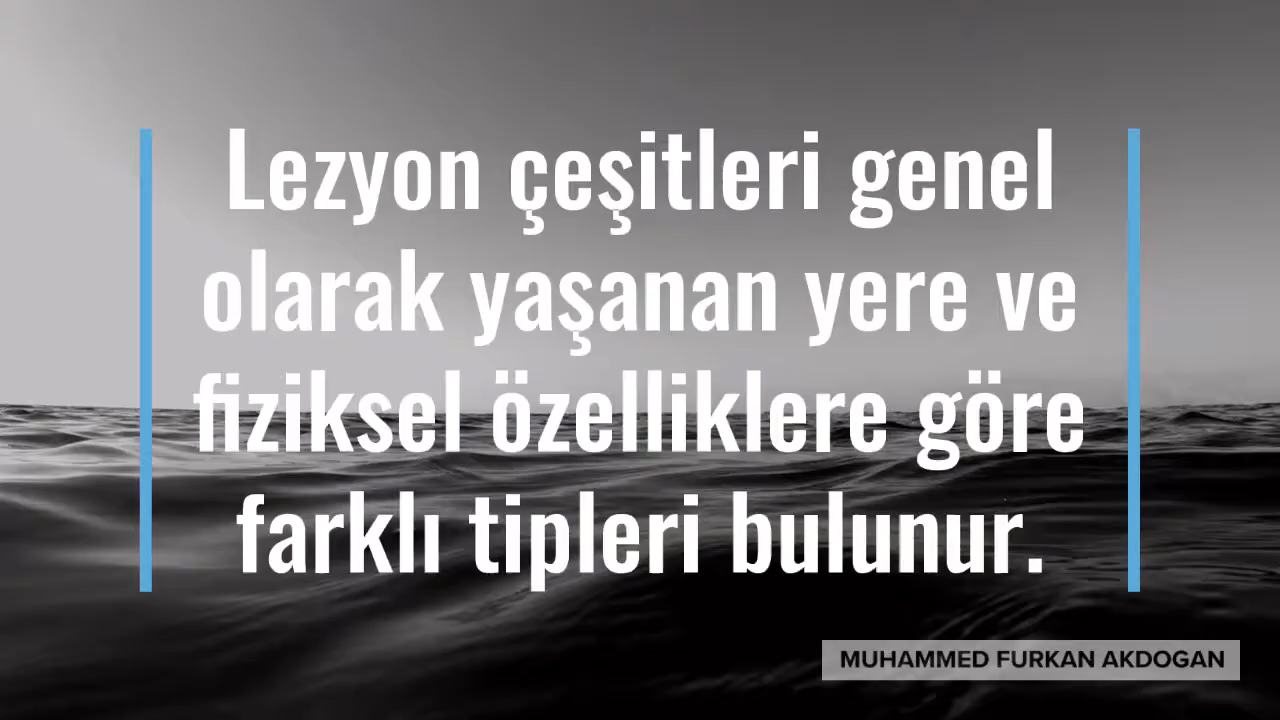 Lezyon çeşitleri genel
olarak yaşanan yere ve
fiziksel özelliklere göre
farklı tipleri bulunur.
MUHAMMED FURKAN AKDOGAN